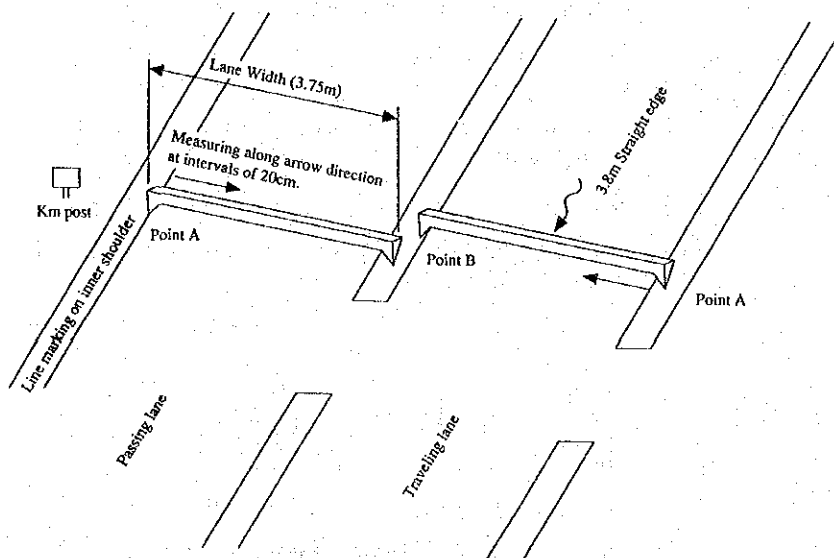 Lane Width (3.75m)
Measuring along arrow direction
at intervals of 20cm.
3.8m Straight edge
Km post
Point A
Point B
Point A
Line marking on inner shoulder
Passing lane
Traveling lane